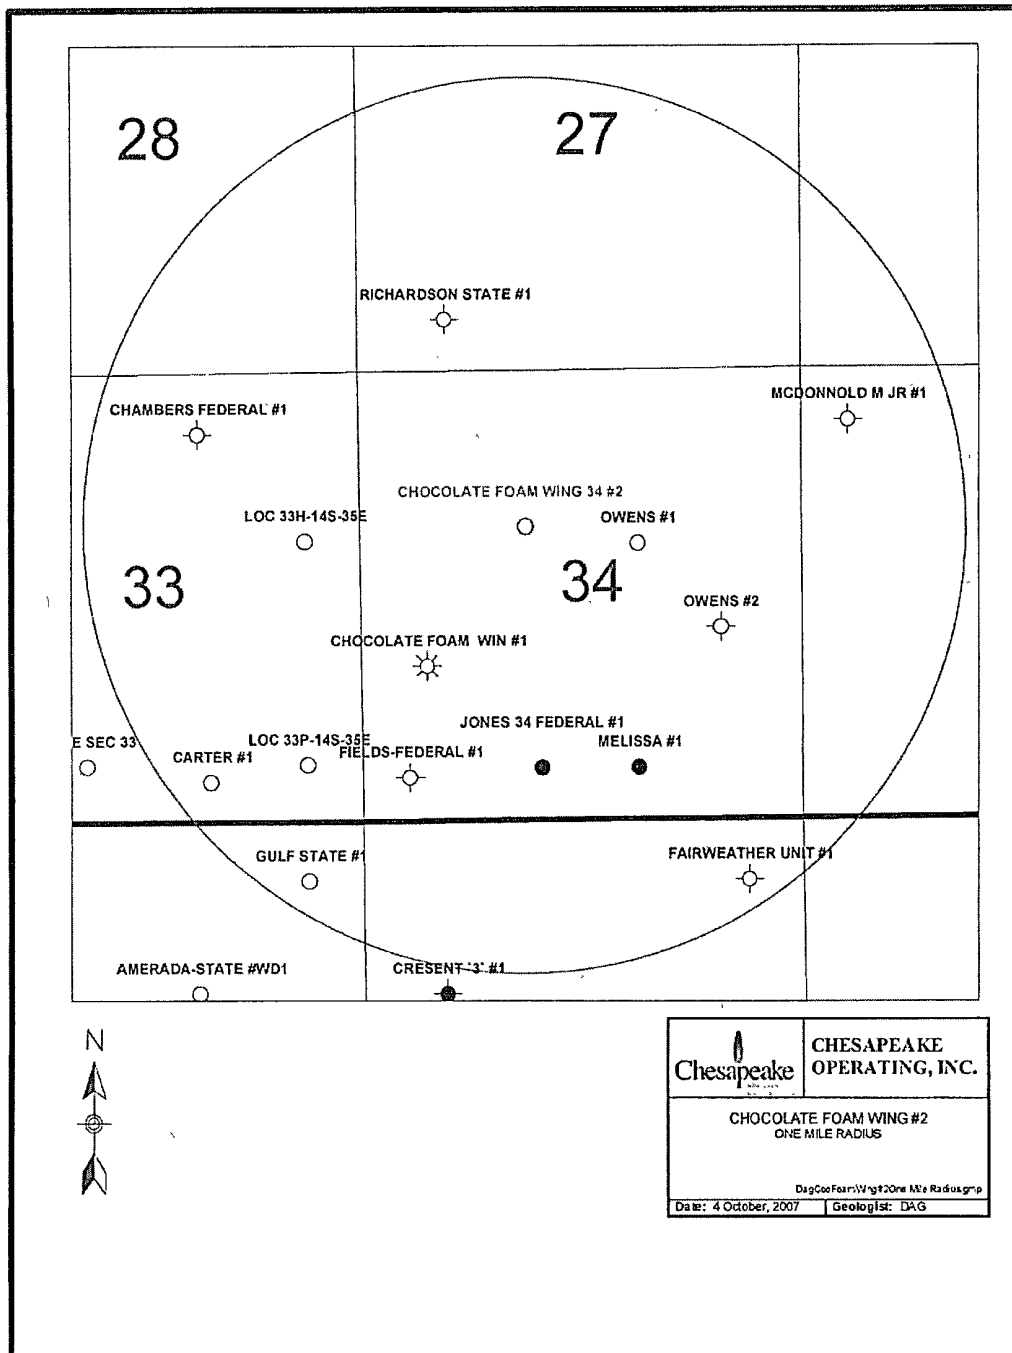 28
27
RICHARDSON STATE #1
CHAMBERS FEDERAL #1
MCDONNOLD M JR #1
CHOCOLATE FOAM WING 34 #2
LOC 33H-14S-35E
OWENS #1
33
34
OWENS #2
CHOCOLATE FOAM WIN #1
JONES 34 FEDERAL #1
E SEC 33
CARTER #1
LOC 33P-14S-35E
FIELDS-FEDERAL #1
MELISSA #1
GULF STATE #1
FAIRWEATHER UNIT #1
AMERADA-STATE #WD1
CRESENT '3' #1
N
Chesapeake
CHESAPEAKE
OPERATING, INC.
CHOCOLATE FOAM WING #2
ONE MILE RADIUS
Mile Radius.gmp
Date: 4 October, 2007
Geologist: DAG